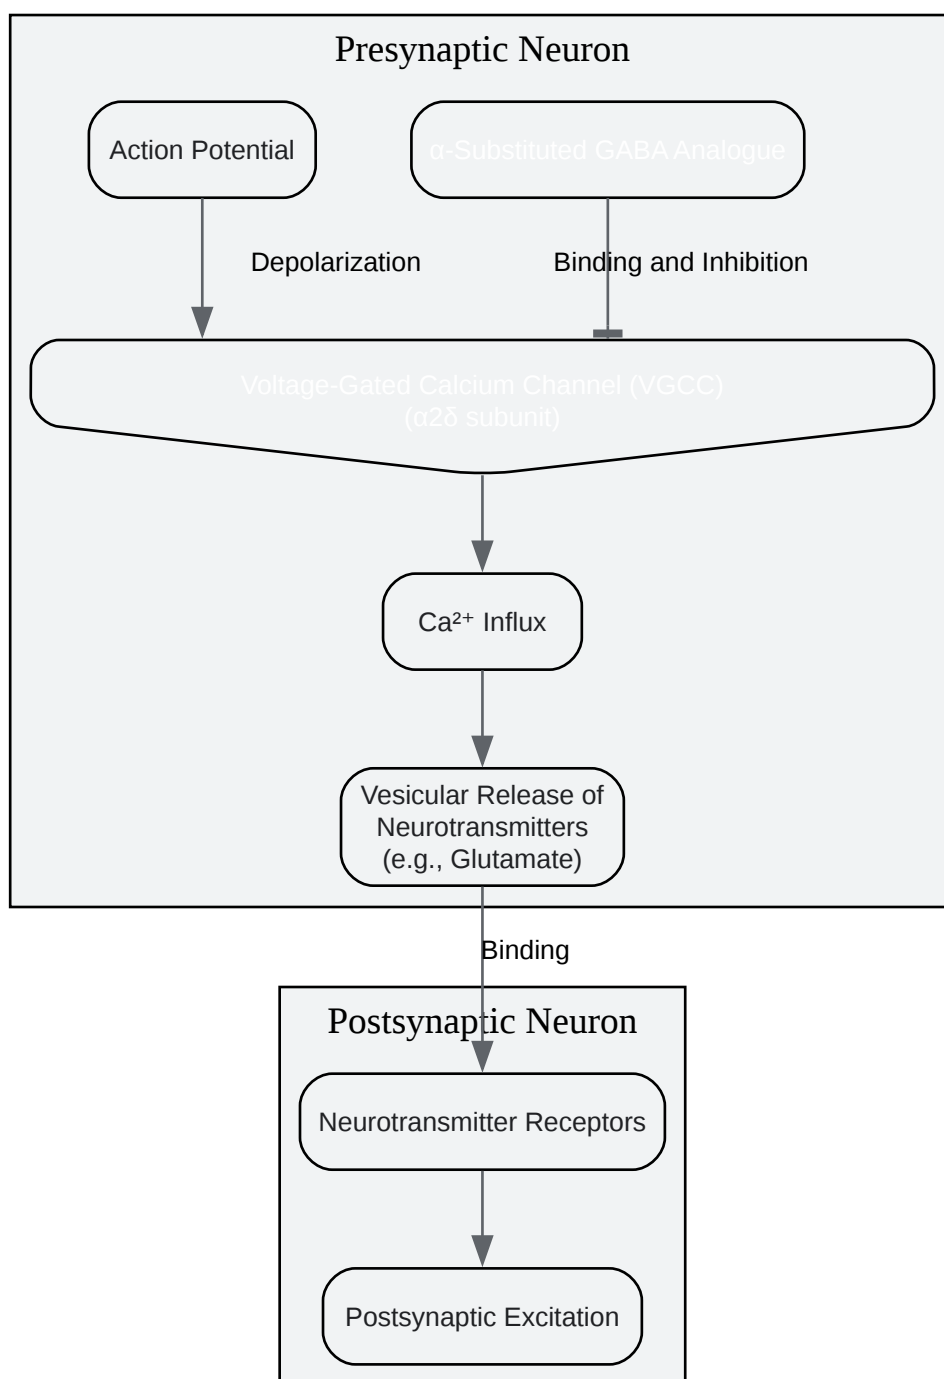 Presynaptic Neuron
Action Potential
α-Substituted GABA Analogue
Depolarization
Binding and Inhibition
Voltage-Gated Calcium Channel (VGCC)
(α2δ subunit)
Ca²⁺ Influx
Vesicular Release of
Neurotransmitters
(e.g., Glutamate)
Binding
Postsynaptic Neuron
Neurotransmitter Receptors
Postsynaptic Excitation